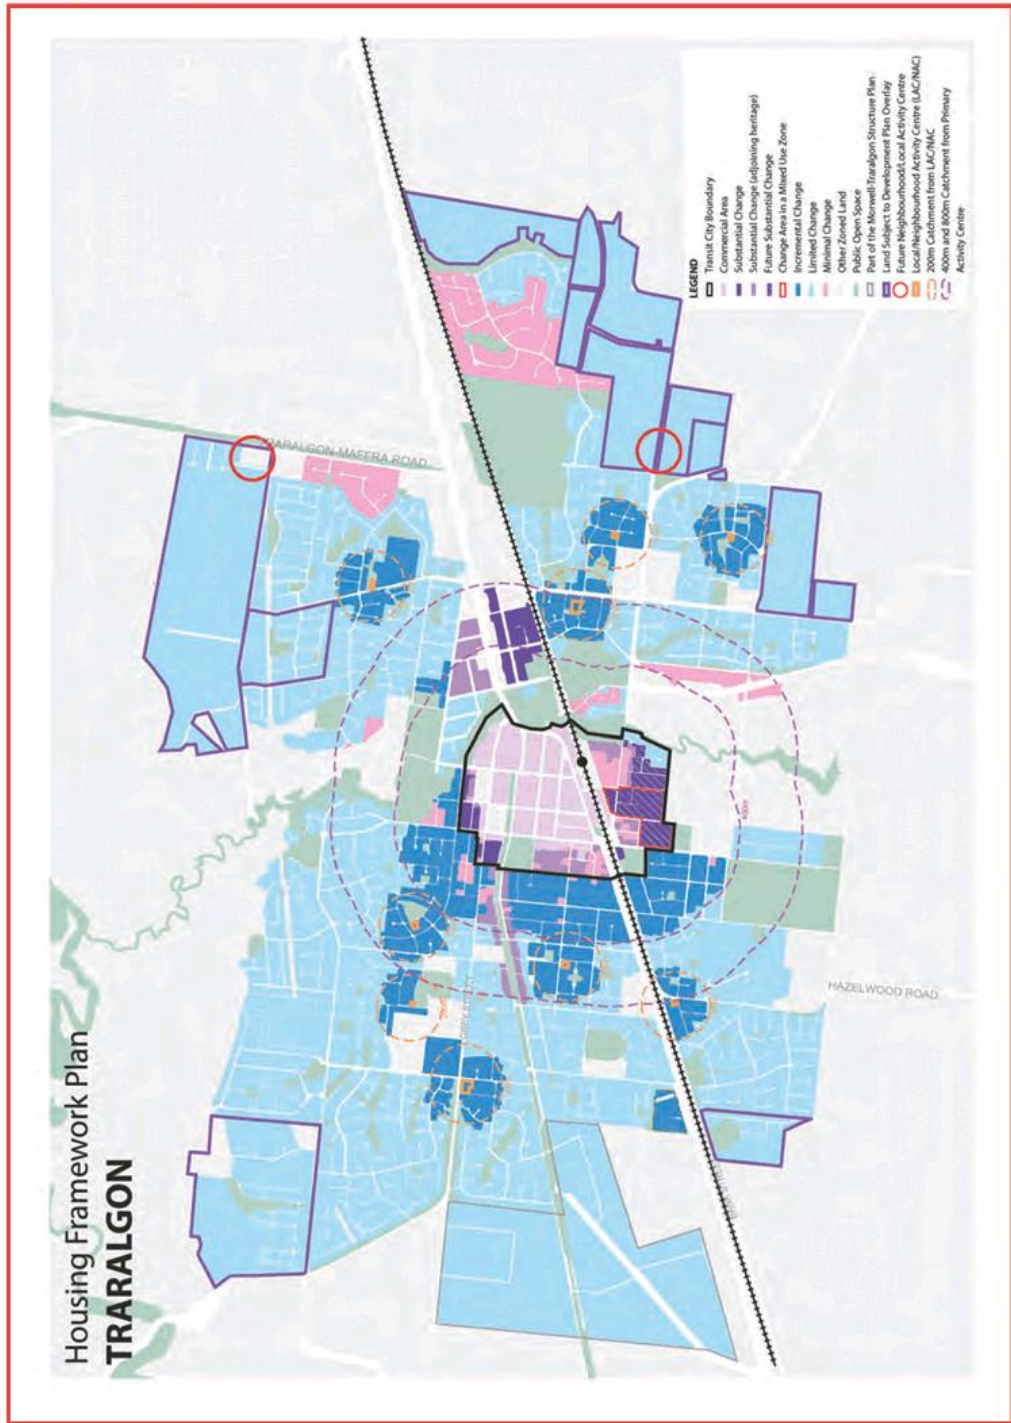 Housing Framework Plan
TRARALGON
LEGEND
Transit City Boundary
Commercial Area
Substantial Change
Substantial Change (adjoining heritage)
Future Substantial Change
Change Area in a Mixed Use Zone
Incremental Change
Limited Change
Minimal Change
Other Zoned Land
Public Open Space
Part of the Morwell-Traralgon Structure Plan
Land Subject to Development Plan Overlay
Future Neighbourhood/Local Activity Centre
Local/Neighbourhood Activity Centre (LAC/NAC)
200m Catchment from LAC/NAC
400m and 800m Catchment from Primary
Activity Centre
TRARALGON-MAFFRA ROAD
HAZELWOOD ROAD
400m